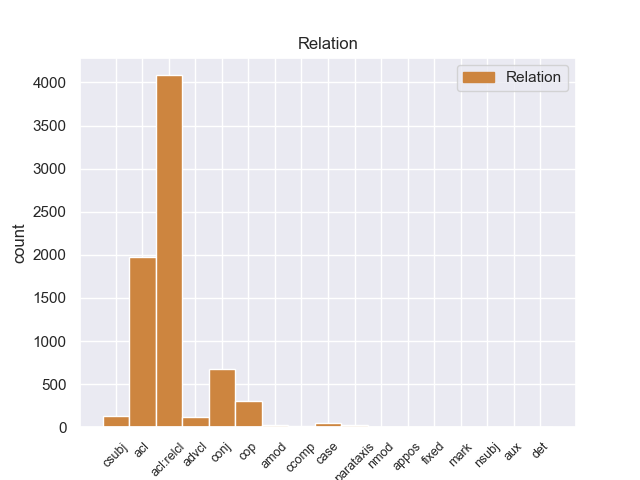 Relation
Relation
count
4000
3500
3000
2500
2000
1500
1000
500
0
csubj
acl
acl:relcl
advcl
conj
cop
amod
ccomp
case
parataxis
nmod
appos
fixed
mark
nsubj
aux
det